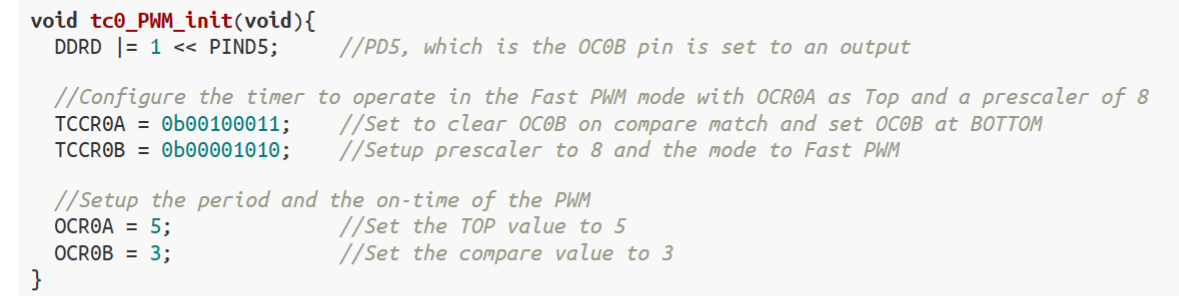 void tc0_PWM_init(void){
  DDRD |= 1 << PIND5;     //PD5, which is the OC0B pin is set to an output

  //Configure the timer to operate in the Fast PWM mode with OCR0A as Top and a prescaler of 8
  TCCR0A = 0b00100011;    //Set to clear OC0B on compare match and set OC0B at BOTTOM
  TCCR0B = 0b00001010;    //Setup prescaler to 8 and the mode to Fast PWM

  //Setup the period and the on-time of the PWM
  OCR0A = 5;              //Set the TOP value to 5
  OCR0B = 3;              //Set the compare value to 3
}